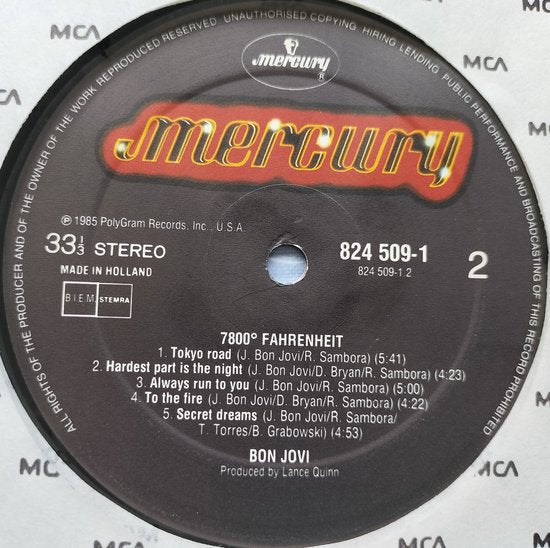 ALL RIGHTS OF THE PRODUCER AND OF THE OWNER OF THE WORK REPRODUCED RESERVED UNAUTHORISED COPYING, HIRING LENDING, PUBLIC PERFORMANCE AND BROADCASTING OF THIS RECORD PROHIBITED
mercury
®
mercury
℗ 1985 PolyGram Records. Inc., U.S.A.
33 1/3 STEREO
824 509-1
2
MADE IN HOLLAND
824 509-1.2
B.I.E.M. STEMRA
7800° FAHRENHEIT
1. Tokyo road (J. Bon Jovi/R. Sambora) (5:41)
2. Hardest part is the night (J. Bon Jovi/D. Bryan/R. Sambora) (4:23)
3. Always run to you (J. Bon Jovi/R. Sambora) (5:00)
4. To the fire (J. Bon Jovi/D. Bryan/R. Sambora) (4:22)
5. Secret dreams (J. Bon Jovi/R. Sambora/
T. Torres/B. Grabowski) (4:53)
BON JOVI
Produced by Lance Quinn
MCA
MCA
MCA
MCA